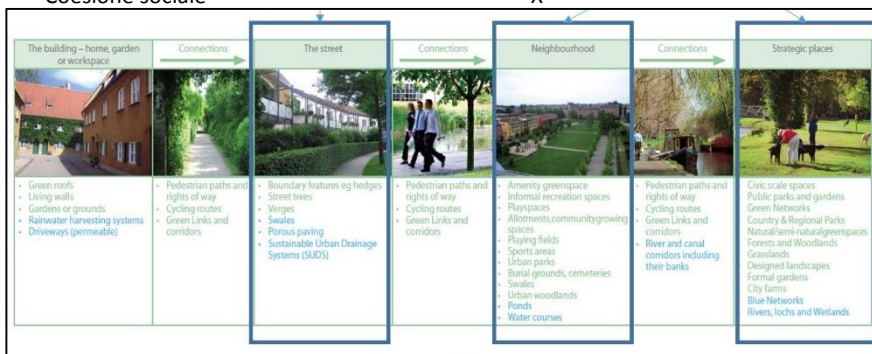 Coesione sociale X
The building – home, garden
or workspace
Connections
The street
Connections
Neighbourhood
Connections
Strategic places
• Green roofs
• Living walls
• Gardens or grounds
• Rainwater harvesting systems
• Driveways (permeable)
• Pedestrian paths and
rights of way
• Cycling routes
• Green Links and
corridors
• Boundary features eg hedges
• Street trees
• Verges
• Swales
• Porous paving
• Sustainable Urban Drainage
Systems (SUDS)
• Pedestrian paths and
rights of way
• Cycling routes
• Green Links and
corridors
• Amenity greenspace
• Informal recreation spaces
• Playspaces
• Allotments,communitygrowing
spaces
• Playing fields
• Sports areas
• Urban parks
• Burial grounds, cemeteries
• Swales
• Urban woodlands
• Ponds
• Water courses
• Pedestrian paths and
rights of way
• Cycling routes
• Green Links and
corridors
• River and canal
corridors including
their banks
• Civic scale spaces
• Public parks and gardens
• Green Networks
• Country & Regional Parks
• Natural/semi-naturalgreenspaces
• Forests and Woodlands
• Grasslands
• Designed landscapes
• Formal gardens
• City farms
• Blue Networks
• Rivers, lochs and Wetlands